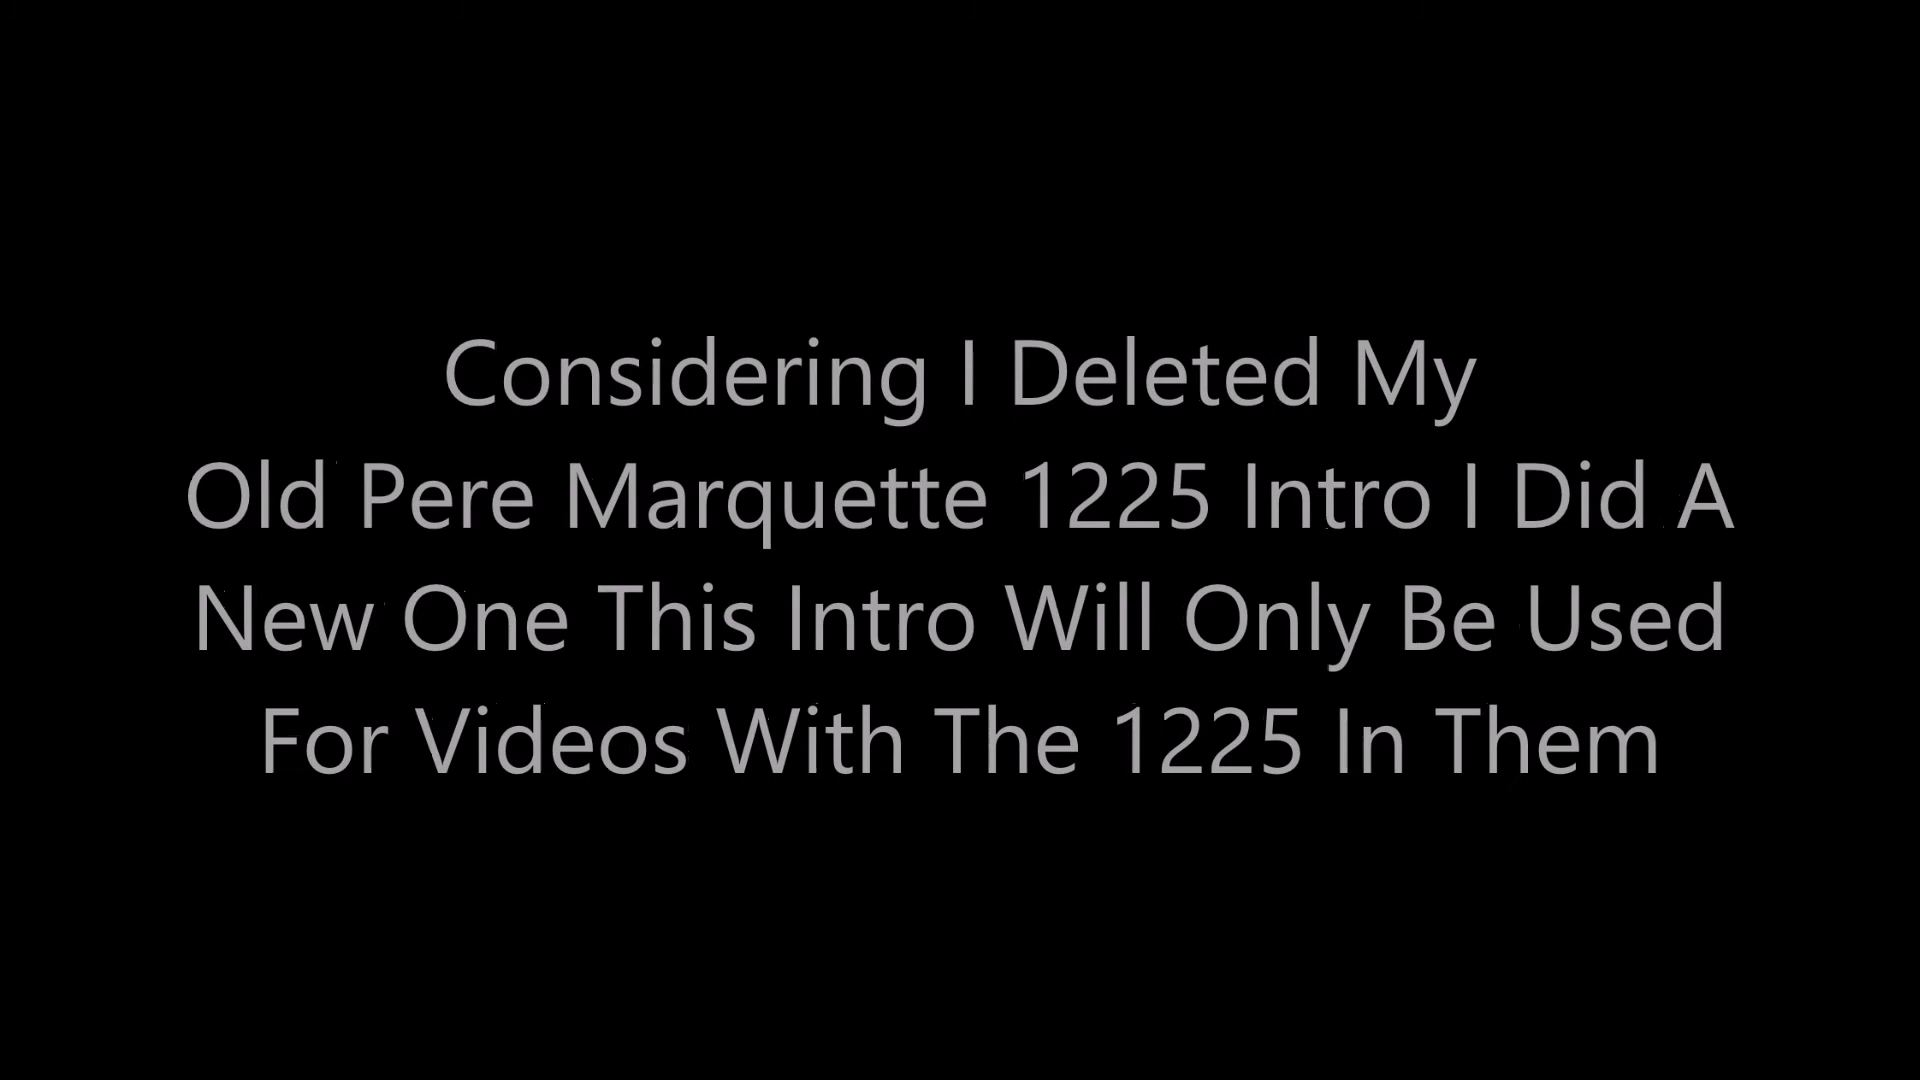 Considering I Deleted My
Old Pere Marquette 1225 Intro I Did A
New One This Intro Will Only Be Used
For Videos With The 1225 In Them